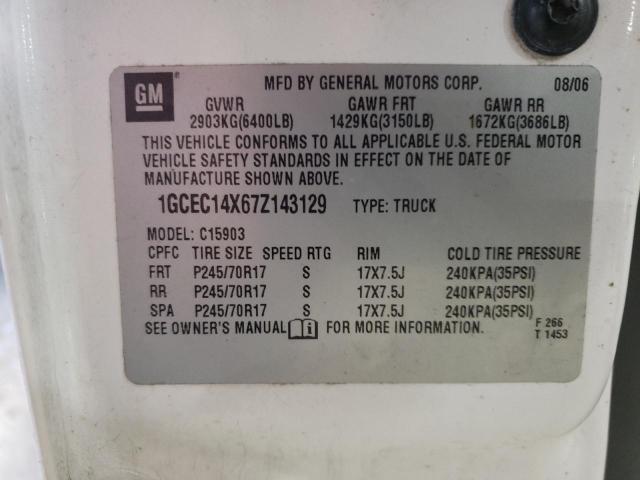 GM
MFD BY GENERAL MOTORS CORP. 08/06
GVWR GAWR FRT GAWR RR
2903KG(6400LB) 1429KG(3150LB) 1672KG(3686LB)
THIS VEHICLE CONFORMS TO ALL APPLICABLE U.S. FEDERAL MOTOR
VEHICLE SAFETY STANDARDS IN EFFECT ON THE DATE OF
MANUFACTURE SHOWN ABOVE.
1GCEC14X67Z143129 TYPE: TRUCK
MODEL: C15903
CPFC TIRE SIZE SPEED RTG RIM COLD TIRE PRESSURE
FRT P245/70R17 S 17X7.5J 240KPA(35PSI)
RR P245/70R17 S 17X7.5J 240KPA(35PSI)
SPA P245/70R17 S 17X7.5J 240KPA(35PSI)
SEE OWNER'S MANUAL i FOR MORE INFORMATION. F 266
T 1453